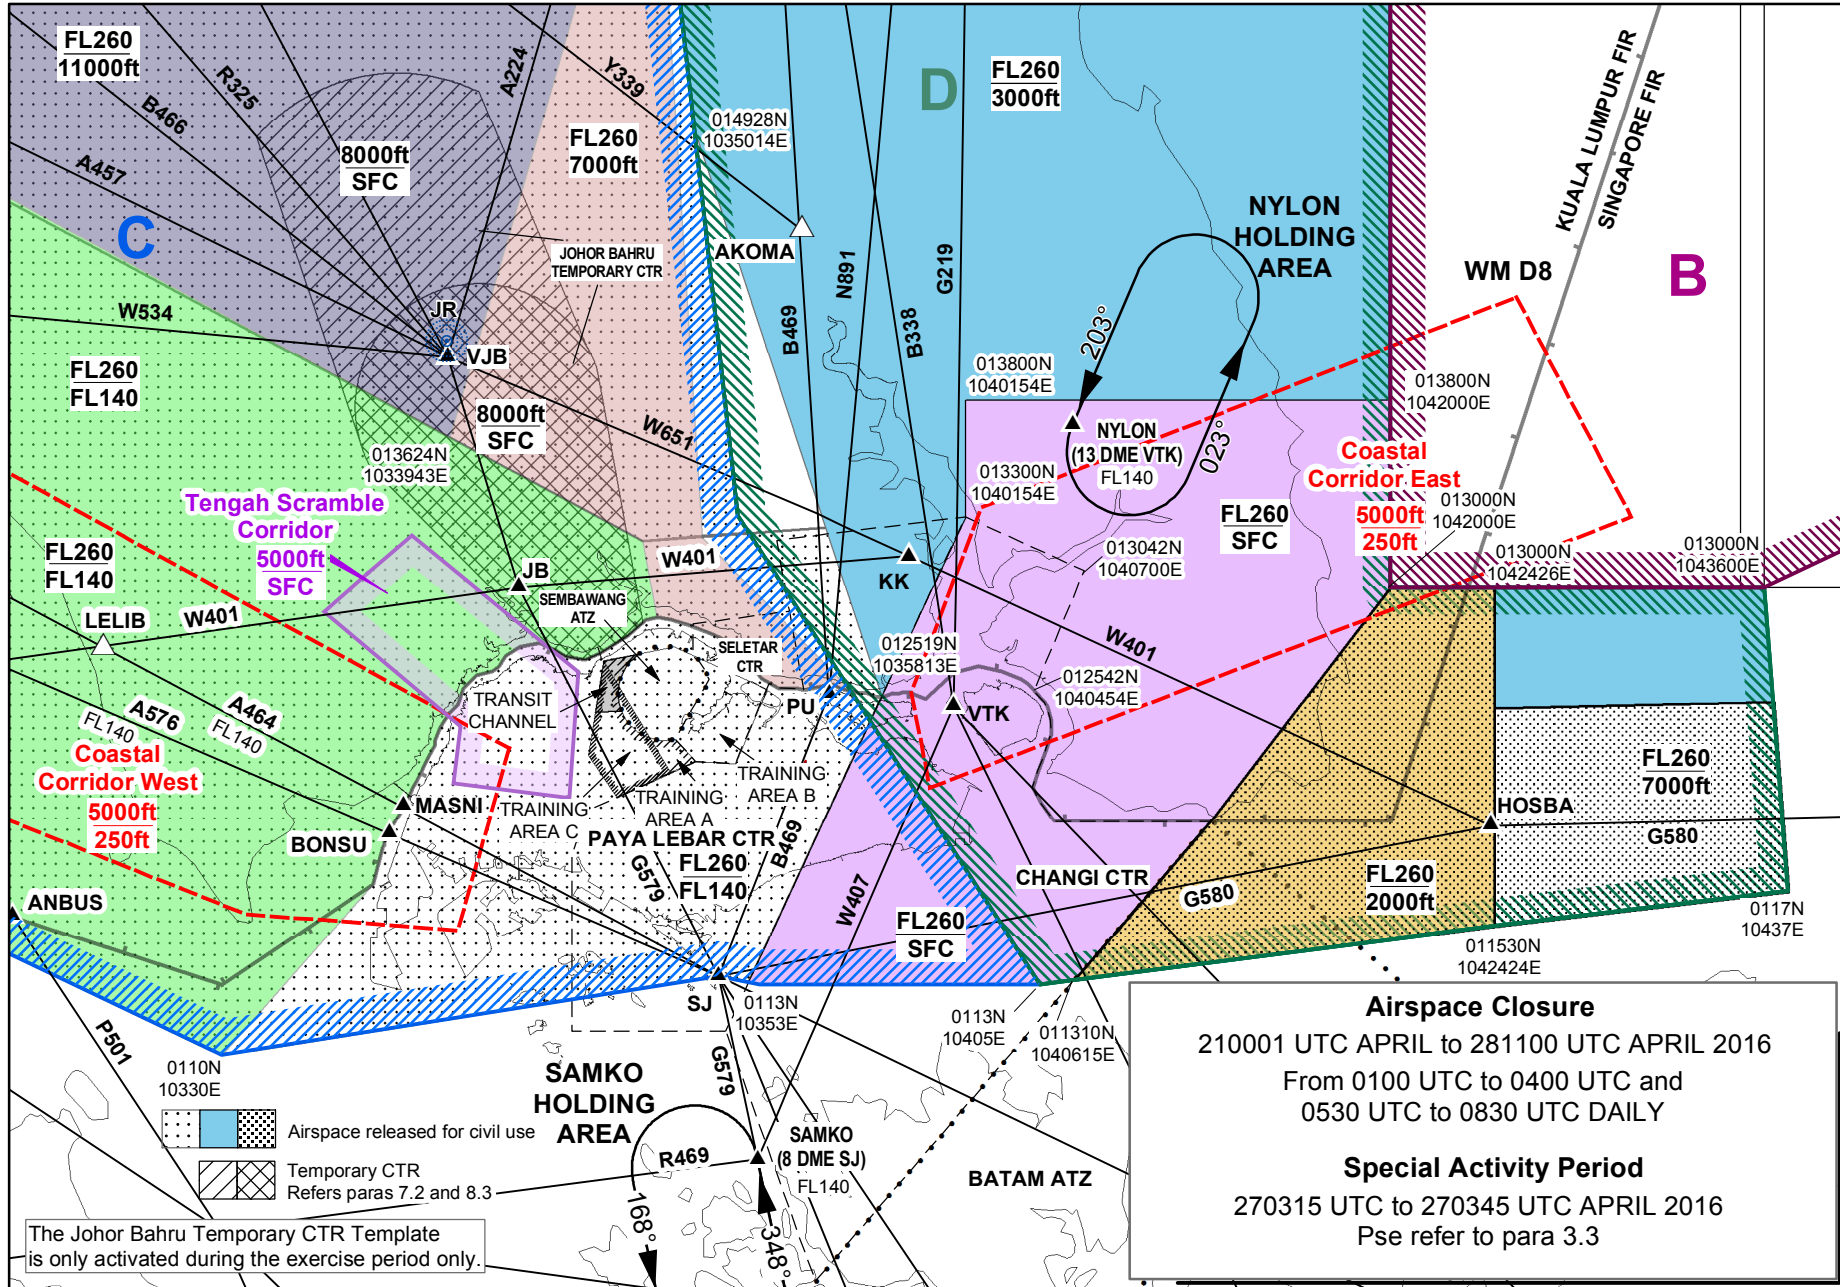 FL260
11000ft
R325
B466
A457
A224
8000ft
SFC
FL260
7000ft
Y339
014928N
1035014E
D
FL260
3000ft
KUALA LUMPUR FIR
SINGAPORE FIR
NYLON
HOLDING
AREA
WM D8
B
C
JOHOR BAHRU
TEMPORARY CTR
AKOMA
W534
JR
VJB
B469
N891
B338
G219
203°
023°
013800N
1040154E
013800N
1042000E
FL260
FL140
8000ft
SFC
W651
013624N
1033943E
NYLON
(13 DME VTK)
FL140
013300N
1040154E
Coastal
Corridor East
5000ft
250ft
FL260
SFC
013000N
1042000E
013000N
1042426E
013000N
1043600E
Tengah Scramble
Corridor
5000ft
SFC
FL260
FL140
JB
W401
KK
013042N
1040700E
SEMBAWANG
ATZ
LELIB
W401
SELETAR
CTR
012519N
1035813E
W401
012542N
1040454E
TRANSIT
CHANNEL
PU
VTK
A576
FL140
A464
FL140
Coastal
Corridor West
5000ft
250ft
TRAINING
AREA B
FL260
7000ft
MASNI
TRAINING
AREA C
TRAINING
AREA A
HOSBA
BONSU
PAYA LEBAR CTR
FL260
FL140
B469
G579
G580
CHANGI CTR
W407
G580
FL260
2000ft
ANBUS
FL260
SFC
0117N
10437E
011530N
1042424E
SJ
0113N
10353E
0113N
10405E
011310N
1040615E
P501
0110N
10330E
G579
SAMKO
HOLDING
AREA
Airspace released for civil use
Temporary CTR
Refers paras 7.2 and 8.3
R469
SAMKO
(8 DME SJ)
FL140
168°
348°
BATAM ATZ
The Johor Bahru Temporary CTR Template
is only activated during the exercise period only.
Airspace Closure
210001 UTC APRIL to 281100 UTC APRIL 2016
From 0100 UTC to 0400 UTC and
0530 UTC to 0830 UTC DAILY
Special Activity Period
270315 UTC to 270345 UTC APRIL 2016
Pse refer to para 3.3